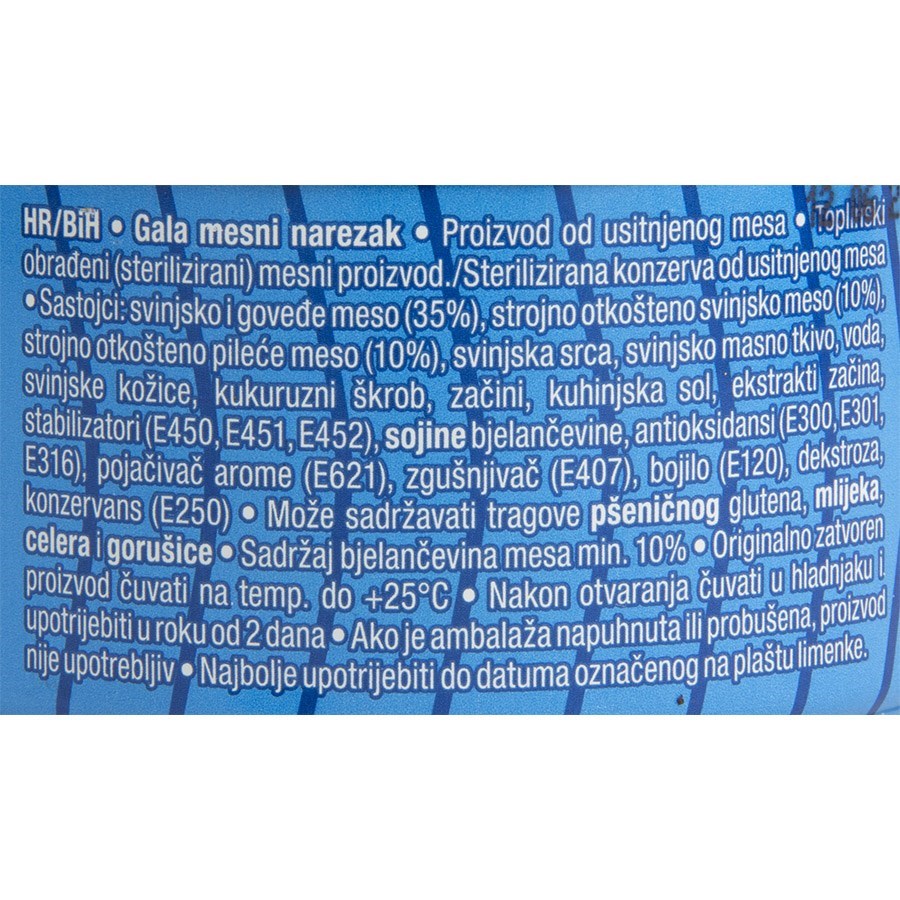 HR/BiH • Gala mesni narezak • Proizvod od usitnjenog mesa • Toplinski
obrađeni (sterilizirani) mesni proizvod./Sterilizirana konzerva od usitnjenog mesa
• Sastojci: svinjsko i goveđe meso (35%), strojno otkošteno svinjsko meso (10%),
strojno otkošteno pileće meso (10%), svinjska srca, svinjsko masno tkivo, voda,
svinjske kožice, kukuruzni škrob, začini, kuhinjska sol, ekstrakti začina,
stabilizatori (E450, E451, E452), sojine bjelančevine, antioksidansi (E300, E301,
E316), pojačivač arome (E621), zgušnjivač (E407), bojilo (E120), dekstroza,
konzervans (E250) • Može sadržavati tragove pšeničnog glutena, mlijeka,
celera i gorušice • Sadržaj bjelančevina mesa min. 10% • Originalno zatvoren
proizvod čuvati na temp. do +25°C • Nakon otvaranja čuvati u hladnjaku i
upotrijebiti u roku od 2 dana • Ako je ambalaža napuhnuta ili probušena, proizvod
nije upotrebljiv • Najbolje upotrijebiti do datuma označenog na plaštu limenke.